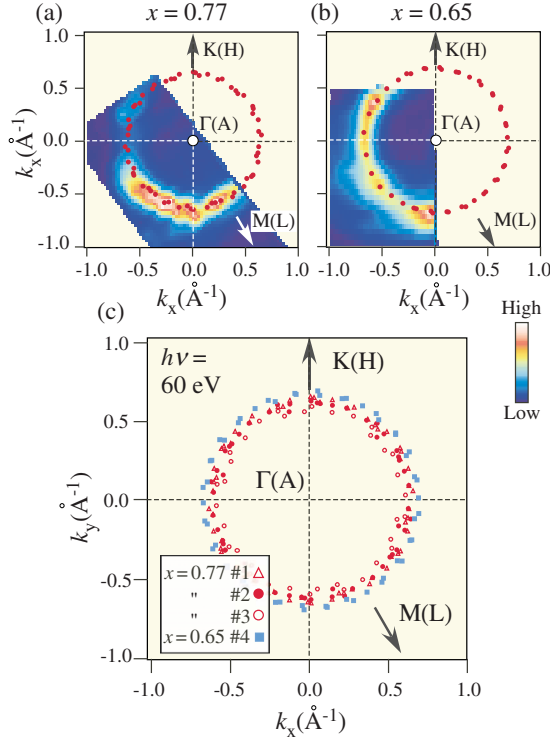 (a) x = 0.77
(b) x = 0.65
K(H)
K(H)
1.0
0.5
0.0
-0.5
-1.0
kx(Å-1)
Γ(A)
Γ(A)
M(L)
M(L)
-1.0 -0.5 0.0 0.5 1.0
-1.0 -0.5 0.0 0.5 1.0
kx(Å-1)
kx(Å-1)
High
Low
(c)
hν =
60 eV
K(H)
1.0
0.5
0.0
-0.5
-1.0
ky(Å-1)
Γ(A)
x = 0.77 #1
" #2
" #3
x = 0.65 #4
M(L)
-1.0 -0.5 0.0 0.5 1.0
kx(Å-1)